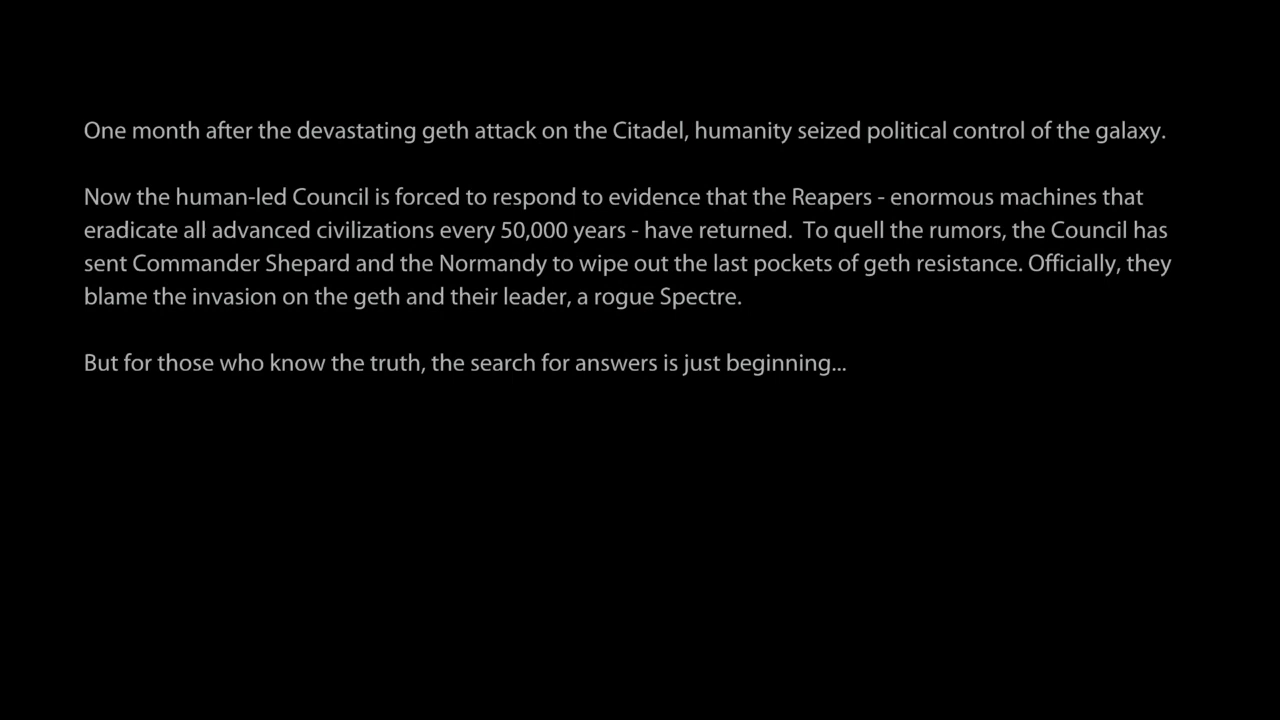 One month after the devastating geth attack on the Citadel, humanity seized political control of the galaxy.
Now the human-led Council is forced to respond to evidence that the Reapers - enormous machines that
eradicate all advanced civilizations every 50,000 years - have returned.  To quell the rumors, the Council has
sent Commander Shepard and the Normandy to wipe out the last pockets of geth resistance. Officially, they
blame the invasion on the geth and their leader, a rogue Spectre.
But for those who know the truth, the search for answers is just beginning...